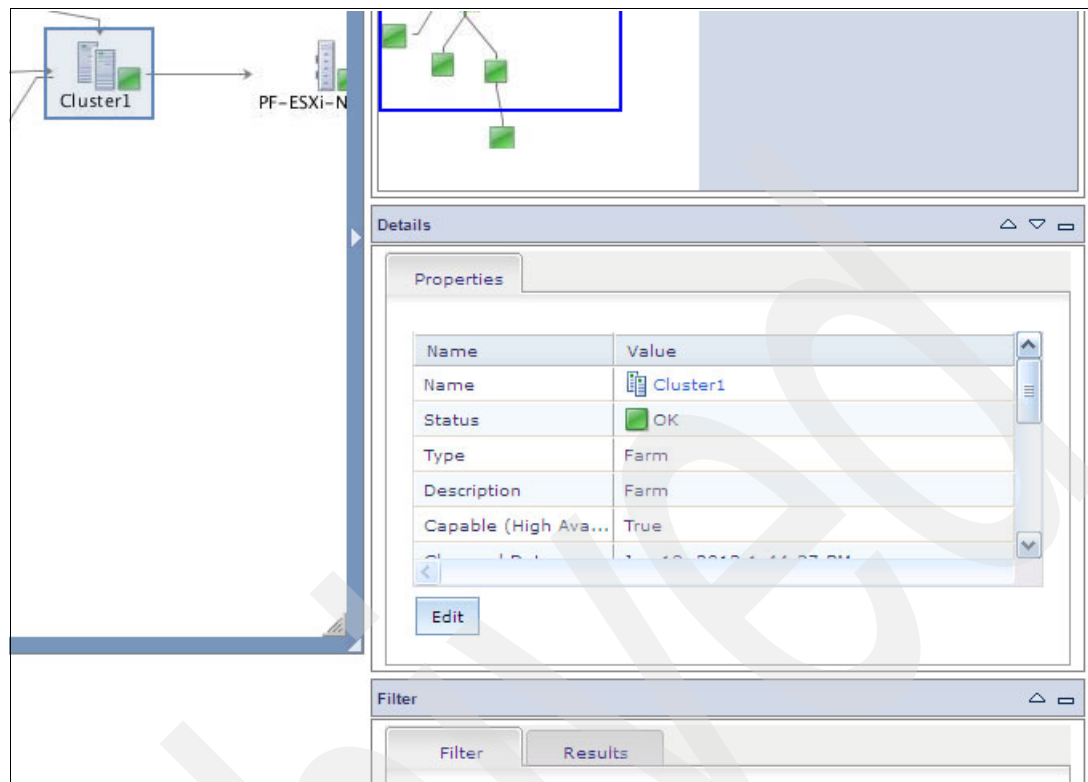 Cluster1
PF-ESXi-N
Details
Properties
Name Value
Name Cluster1
Status OK
Type Farm
Description Farm
Capable (High Ava... True
Edit
Filter
Filter Results